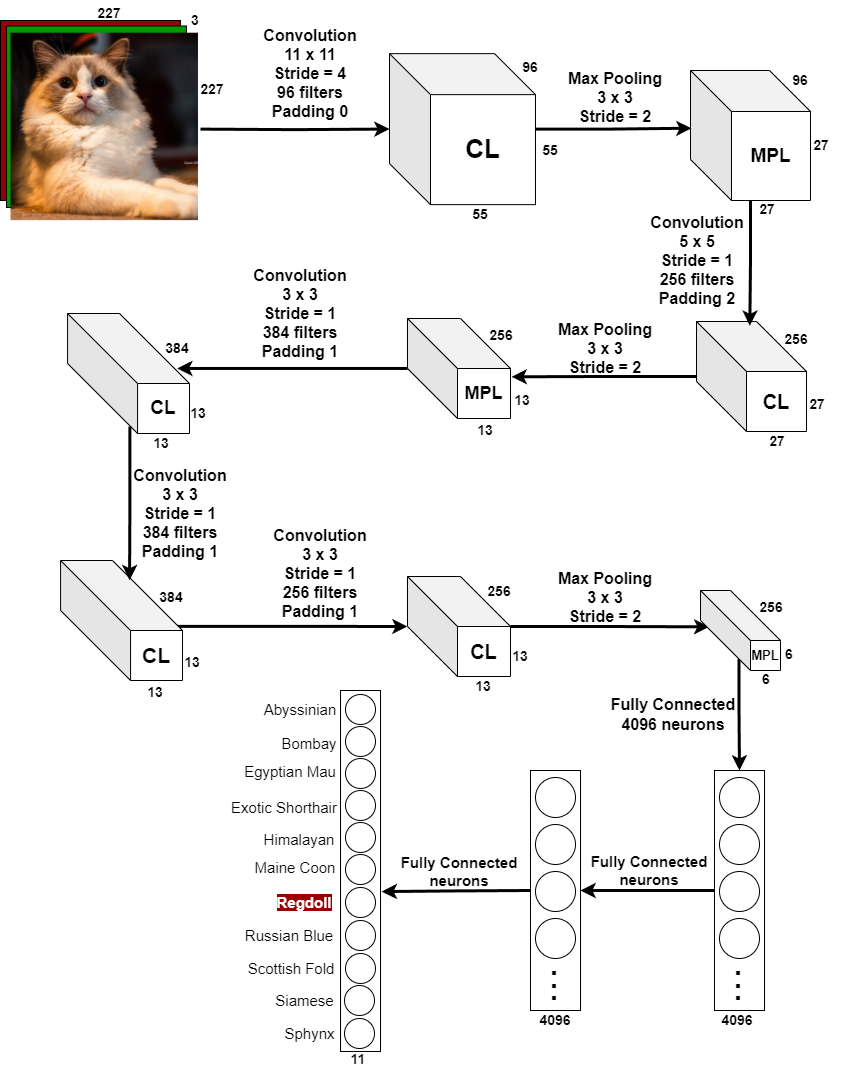 227
3
227
Convolution
11 x 11
Stride = 4
96 filters
Padding 0
96
CL
55
55
Max Pooling
3 x 3
Stride = 2
96
MPL
27
27
Convolution
5 x 5
Stride = 1
256 filters
Padding 2
256
CL
27
27
Max Pooling
3 x 3
Stride = 2
256
MPL
13
13
Convolution
3 x 3
Stride = 1
384 filters
Padding 1
384
CL
13
13
Convolution
3 x 3
Stride = 1
384 filters
Padding 1
384
CL
13
13
Convolution
3 x 3
Stride = 1
256 filters
Padding 1
256
CL
13
13
Max Pooling
3 x 3
Stride = 2
256
MPL
6
6
Fully Connected
4096 neurons
4096
Fully Connected
neurons
4096
Fully Connected
neurons
Abyssinian
Bombay
Egyptian Mau
Exotic Shorthair
Himalayan
Maine Coon
Regdoll
Russian Blue
Scottish Fold
Siamese
Sphynx
11